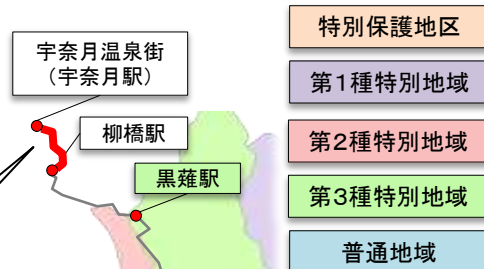 宇奈月温泉街
（宇奈月駅）
柳橋駅
黒薙駅
特別保護地区
第１種特別地域
第２種特別地域
第３種特別地域
普通地域